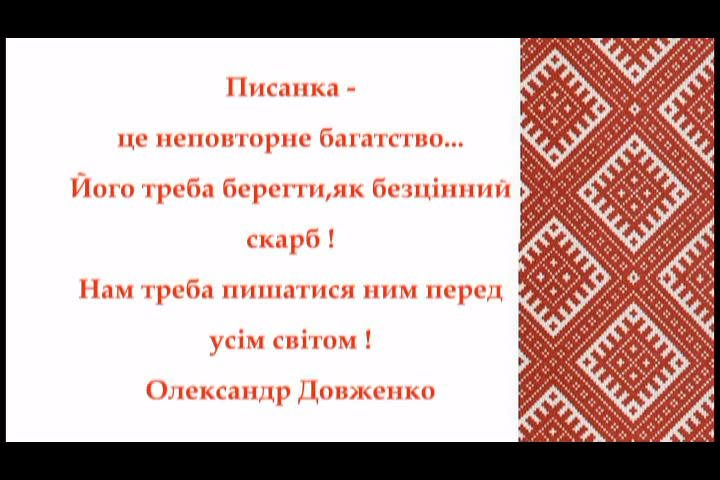 Писанка -
це неповторне багатство...
Його треба берегти,як безцінний
скарб !
Нам треба пишатися ним перед
усім світом !
Олександр Довженко